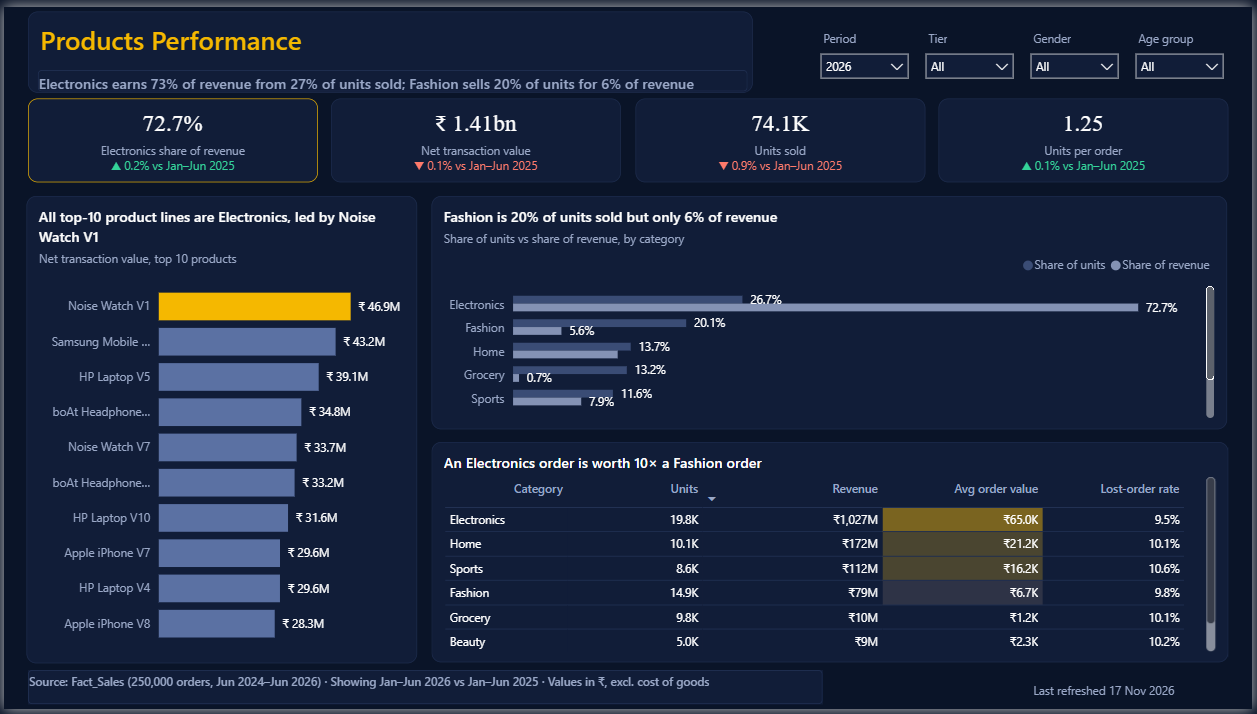 Products Performance
Electronics earns 73% of revenue from 27% of units sold; Fashion sells 20% of units for 6% of revenue
Period Tier Gender Age group
2026 All All All
72.7%
Electronics share of revenue
▲ 0.2% vs Jan–Jun 2025
₹ 1.41bn
Net transaction value
▼ 0.1% vs Jan–Jun 2025
74.1K
Units sold
▼ 0.9% vs Jan–Jun 2025
1.25
Units per order
▲ 0.1% vs Jan–Jun 2025
All top-10 product lines are Electronics, led by Noise
Watch V1
Net transaction value, top 10 products
Noise Watch V1 ₹ 46.9M
Samsung Mobile ... ₹ 43.2M
HP Laptop V5 ₹ 39.1M
boAt Headphone... ₹ 34.8M
Noise Watch V7 ₹ 33.7M
boAt Headphone... ₹ 33.2M
HP Laptop V10 ₹ 31.6M
Apple iPhone V7 ₹ 29.6M
HP Laptop V4 ₹ 29.6M
Apple iPhone V8 ₹ 28.3M
Fashion is 20% of units sold but only 6% of revenue
Share of units vs share of revenue, by category
Share of units Share of revenue
Electronics 26.7% 72.7%
Fashion 20.1% 5.6%
Home 13.7%
Grocery 13.2% 0.7%
Sports 11.6% 7.9%
An Electronics order is worth 10× a Fashion order
Category Units Revenue Avg order value Lost-order rate
Electronics 19.8K ₹1,027M ₹65.0K 9.5%
Home 10.1K ₹172M ₹21.2K 10.1%
Sports 8.6K ₹112M ₹16.2K 10.6%
Fashion 14.9K ₹79M ₹6.7K 9.8%
Grocery 9.8K ₹10M ₹1.2K 10.1%
Beauty 5.0K ₹9M ₹2.3K 10.2%
Source: Fact_Sales (250,000 orders, Jun 2024–Jun 2026) · Showing Jan–Jun 2026 vs Jan–Jun 2025 · Values in ₹, excl. cost of goods
Last refreshed 17 Nov 2026